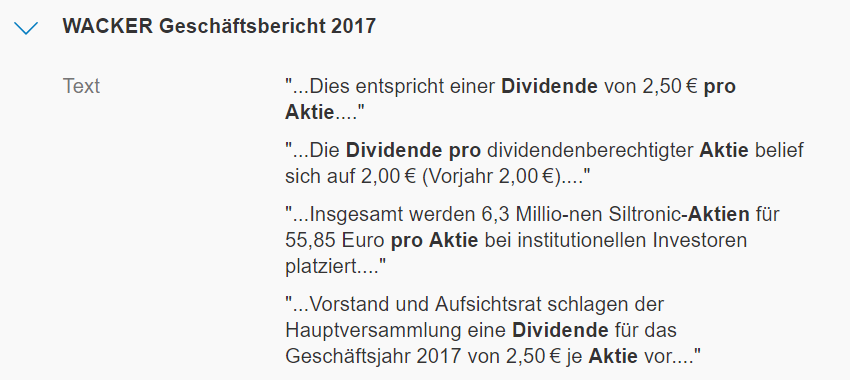 WACKER Geschäftsbericht 2017
Text
"...Dies entspricht einer Dividende von 2,50 € pro
Aktie...."
"...Die Dividende pro dividendenberechtigter Aktie belief
sich auf 2,00 € (Vorjahr 2,00 €)...."
"...Insgesamt werden 6,3 Millio-nen Siltronic-Aktien für
55,85 Euro pro Aktie bei institutionellen Investoren
platziert...."
"...Vorstand und Aufsichtsrat schlagen der
Hauptversammlung eine Dividende für das
Geschäftsjahr 2017 von 2,50 € je Aktie vor...."